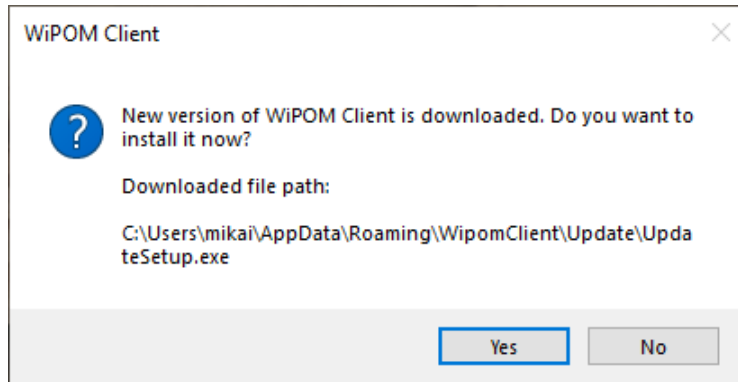 WiPOM Client
New version of WiPOM Client is downloaded. Do you want to
install it now?
Downloaded file path:
C:\Users\mikai\AppData\Roaming\WipomClient\Update\Upda
teSetup.exe
Yes
No